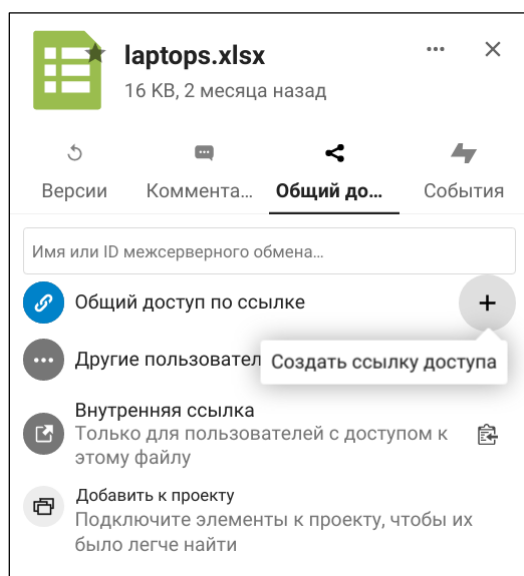 laptops.xlsx
16 KB, 2 месяца назад
Версии Коммента... Общий до... События
Имя или ID межсерверного обмена...
Общий доступ по ссылке
Другие пользовател
Создать ссылку доступа
Внутренняя ссылка
Только для пользователей с доступом к
этому файлу
Добавить к проекту
Подключите элементы к проекту, чтобы их
было легче найти